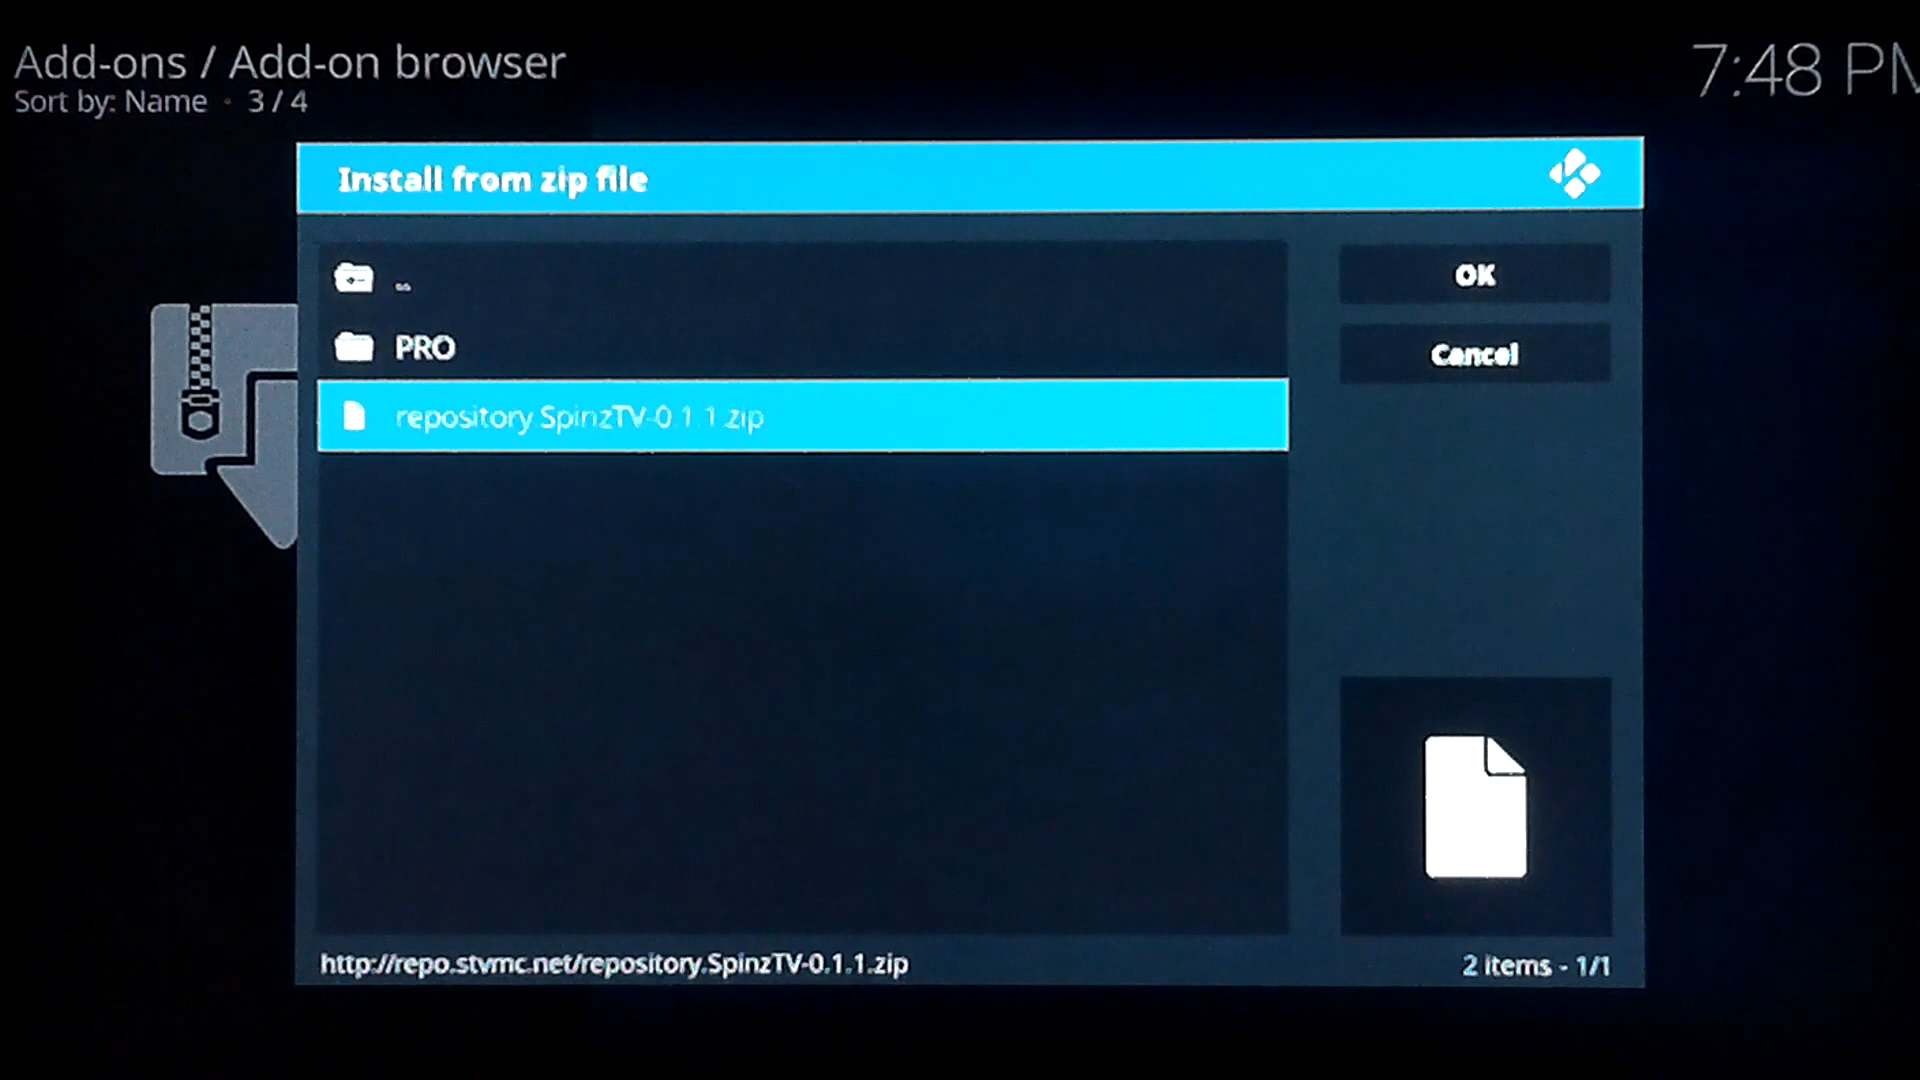 Add-ons / Add-on browser
Sort by: Name · 3 / 4
7:48 PM
Install from zip file
..
OK
PRO
Cancel
repository.SpinzTV-0.1.1.zip
http://repo.stvmc.net/repository.SpinzTV-0.1.1.zip
2 items - 1/1